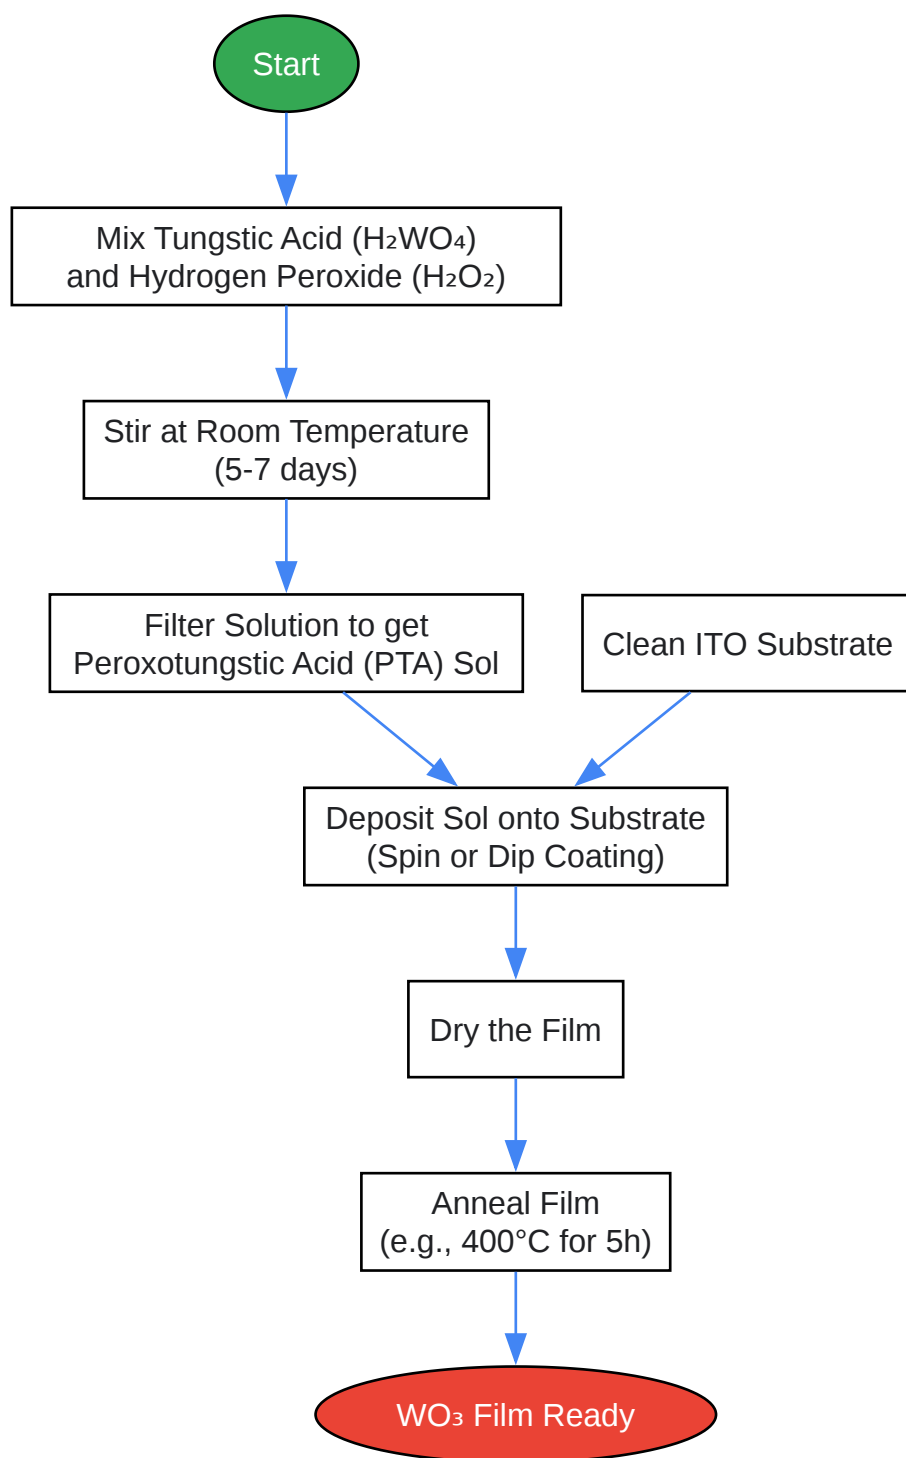 Start
Mix Tungstic Acid (H₂WO₄)
and Hydrogen Peroxide (H₂O₂)
Stir at Room Temperature
(5-7 days)
Filter Solution to get
Peroxotungstic Acid (PTA) Sol
Clean ITO Substrate
Deposit Sol onto Substrate
(Spin or Dip Coating)
Dry the Film
Anneal Film
(e.g., 400°C for 5h)
WO₃ Film Ready